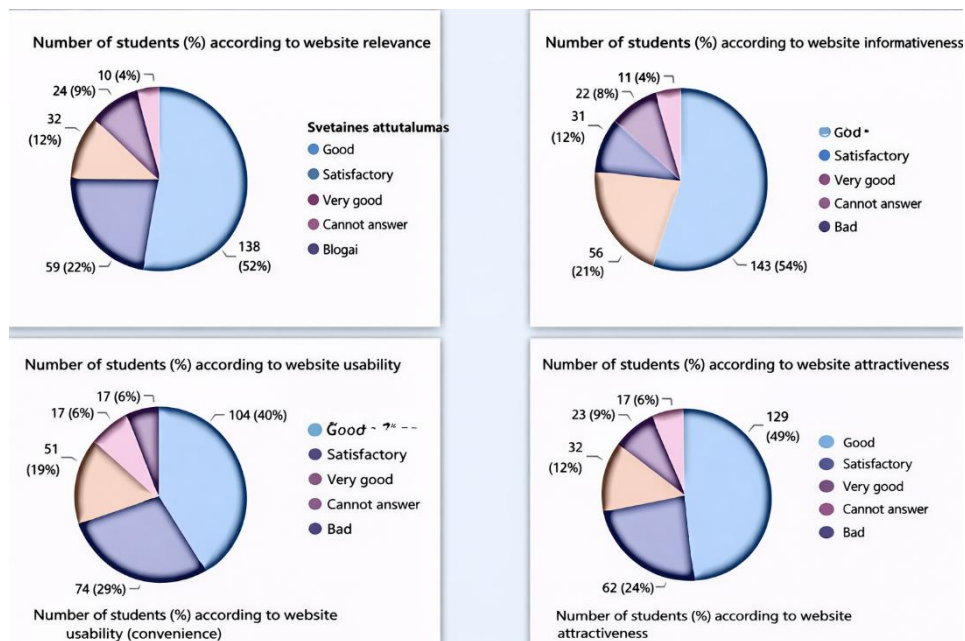 Number of students (%) according to website relevance
10 (4%)
24 (9%)
32
(12%)
59 (22%)
138
(52%)
Svetaines attutalumas
Good
Satisfactory
Very good
Cannot answer
Blogai
Number of students (%) according to website informativeness
11 (4%)
22 (8%)
31
(12%)
56
(21%)
143 (54%)
Satisfactory
Very good
Cannot answer
Bad
Number of students (%) according to website usability
17 (6%)
17 (6%)
51
(19%)
74 (29%)
104 (40%)
Good
Satisfactory
Very good
Cannot answer
Bad
Number of students (%) according to website
usability (convenience)
Number of students (%) according to website attractiveness
17 (6%)
23 (9%)
32
(12%)
62 (24%)
129
(49%)
Good
Satisfactory
Very good
Cannot answer
Bad
Number of students (%) according to website
attractiveness